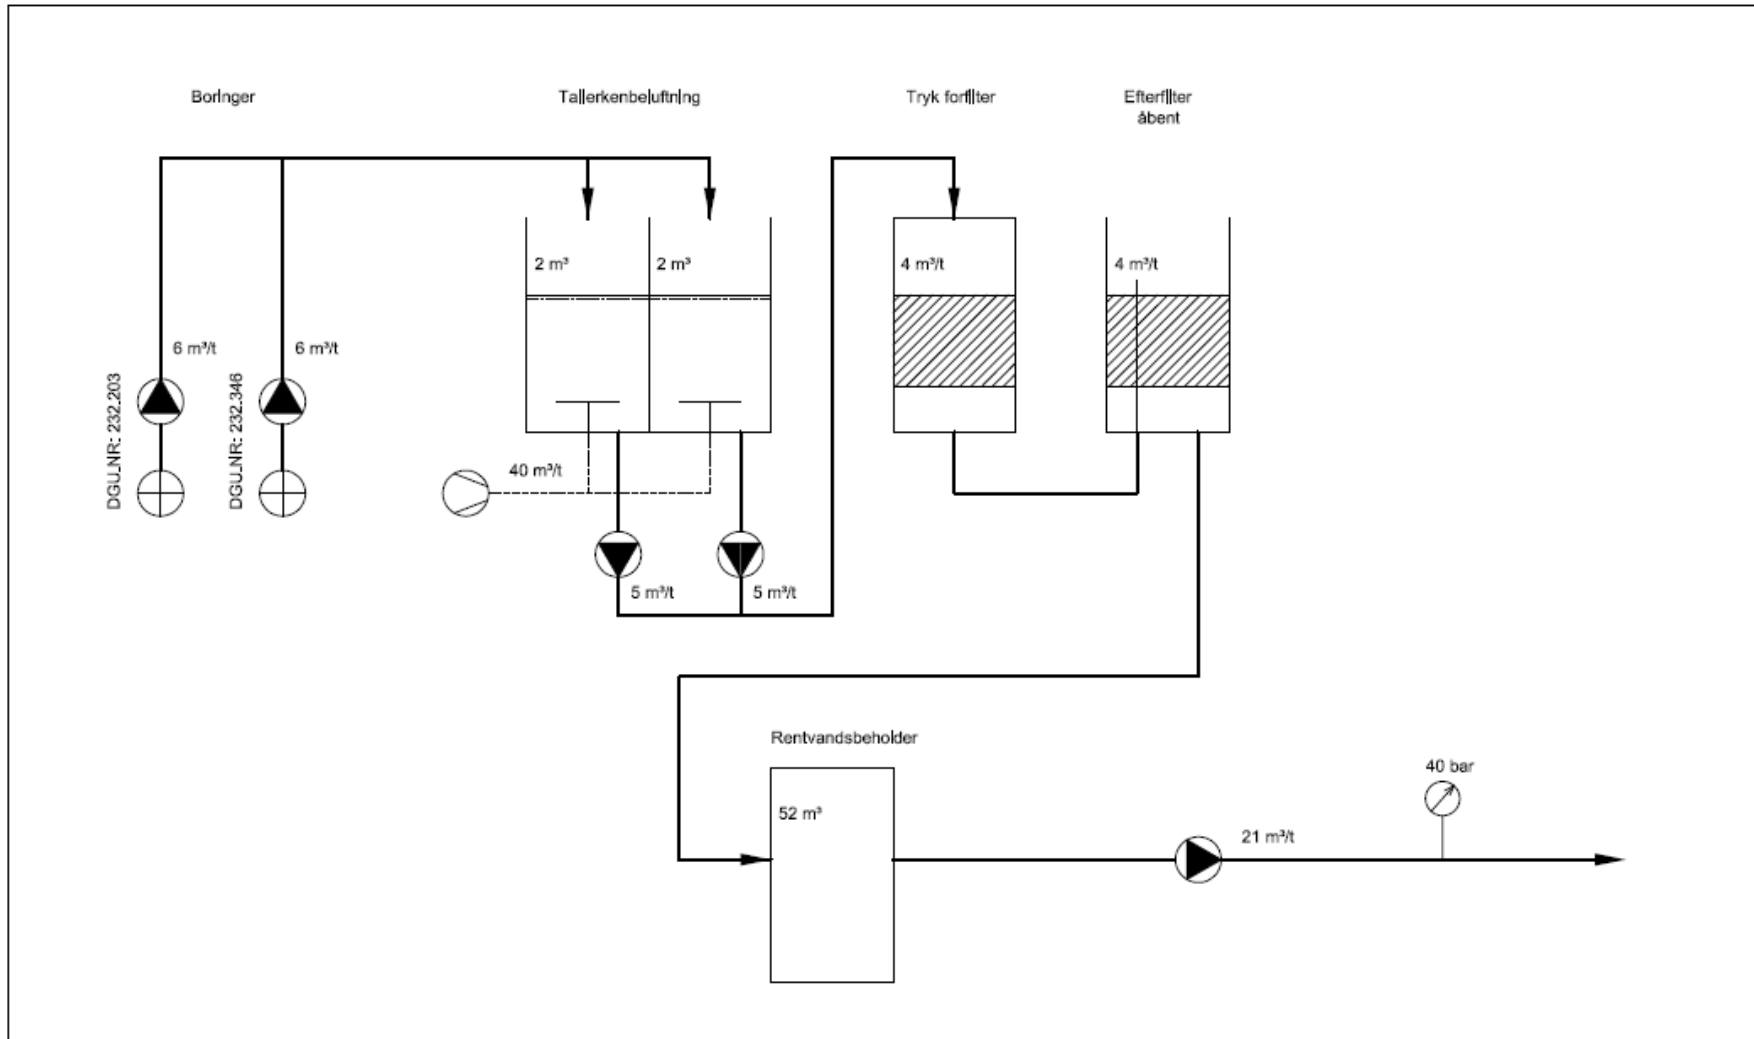 Boringer
Tallerkenbeluftning
Tryk forfilter
Efterfilter
åbent
2 m³
2 m³
4 m³/t
4 m³/t
6 m³/t
6 m³/t
DGU.NR: 232.203
DGU.NR: 232.346
40 m³/t
5 m³/t
5 m³/t
Rentvandsbeholder
52 m³
40 bar
21 m³/t